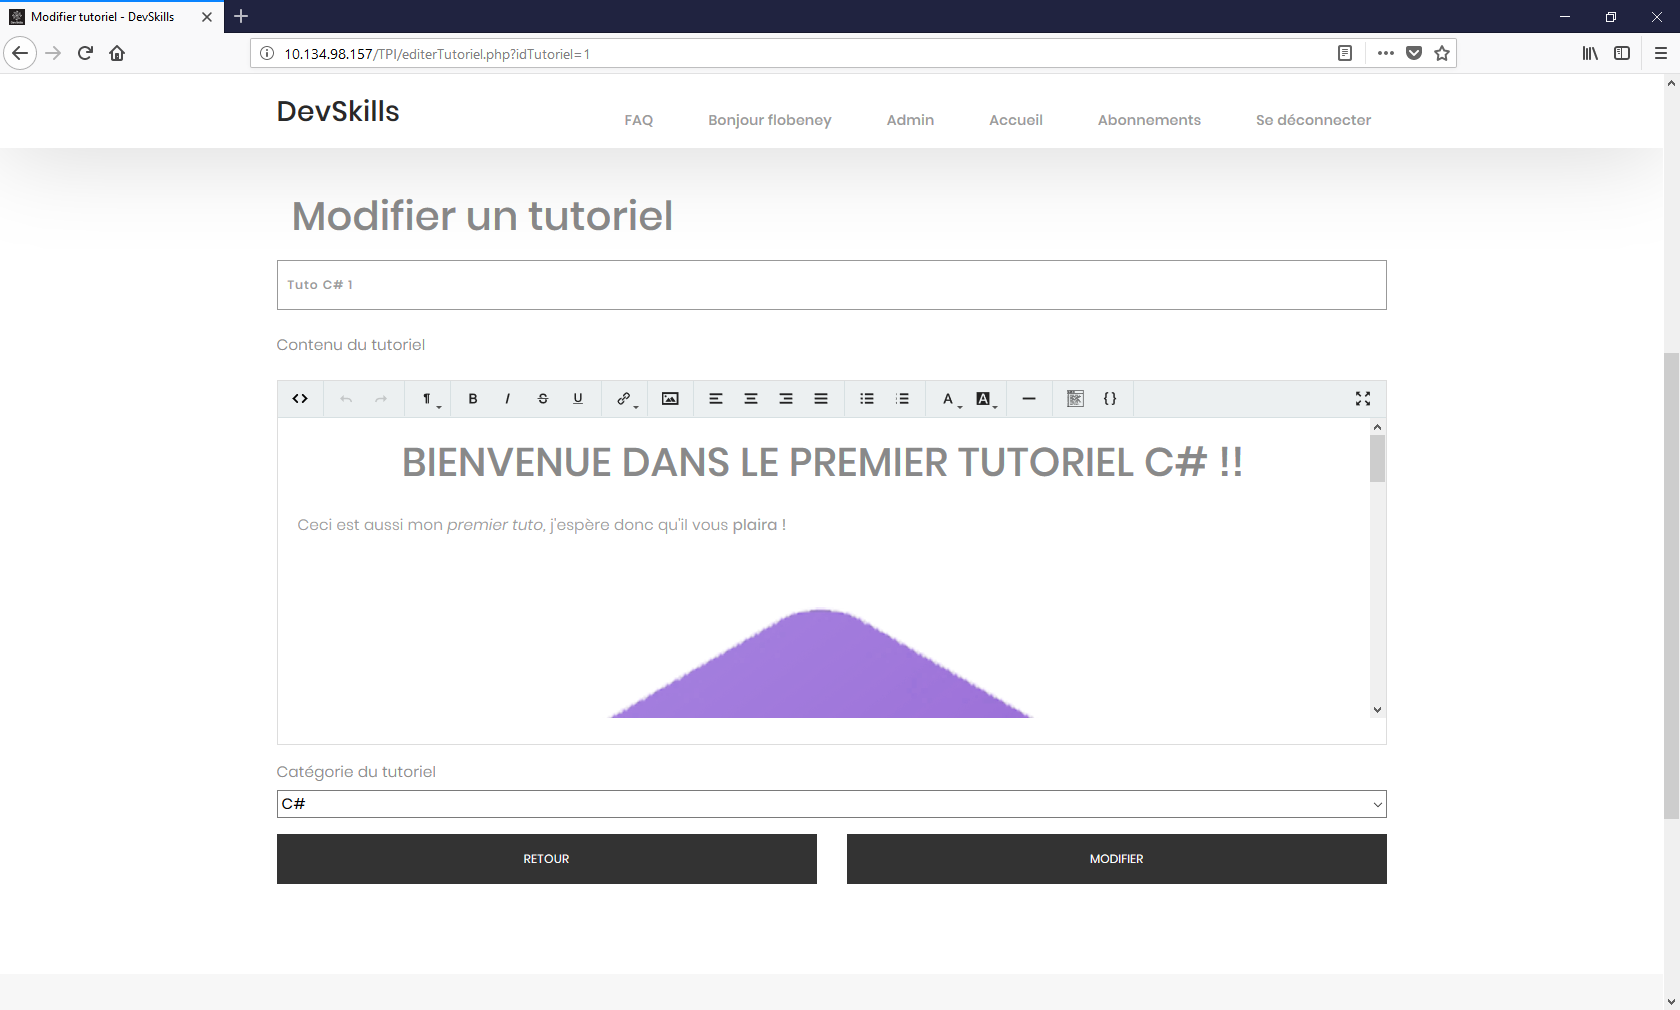 Modifier tutoriel - DevSkills
10.134.98.157/TPI/editerTutoriel.php?idTutoriel=1
DevSkills
FAQ
Bonjour flobeney
Admin
Accueil
Abonnements
Se déconnecter
Modifier un tutoriel
Tuto C# 1
Contenu du tutoriel
BIENVENUE DANS LE PREMIER TUTORIEL C# !!
Ceci est aussi mon premier tuto, j'espère donc qu'il vous plaira !
Catégorie du tutoriel
C#
RETOUR
MODIFIER